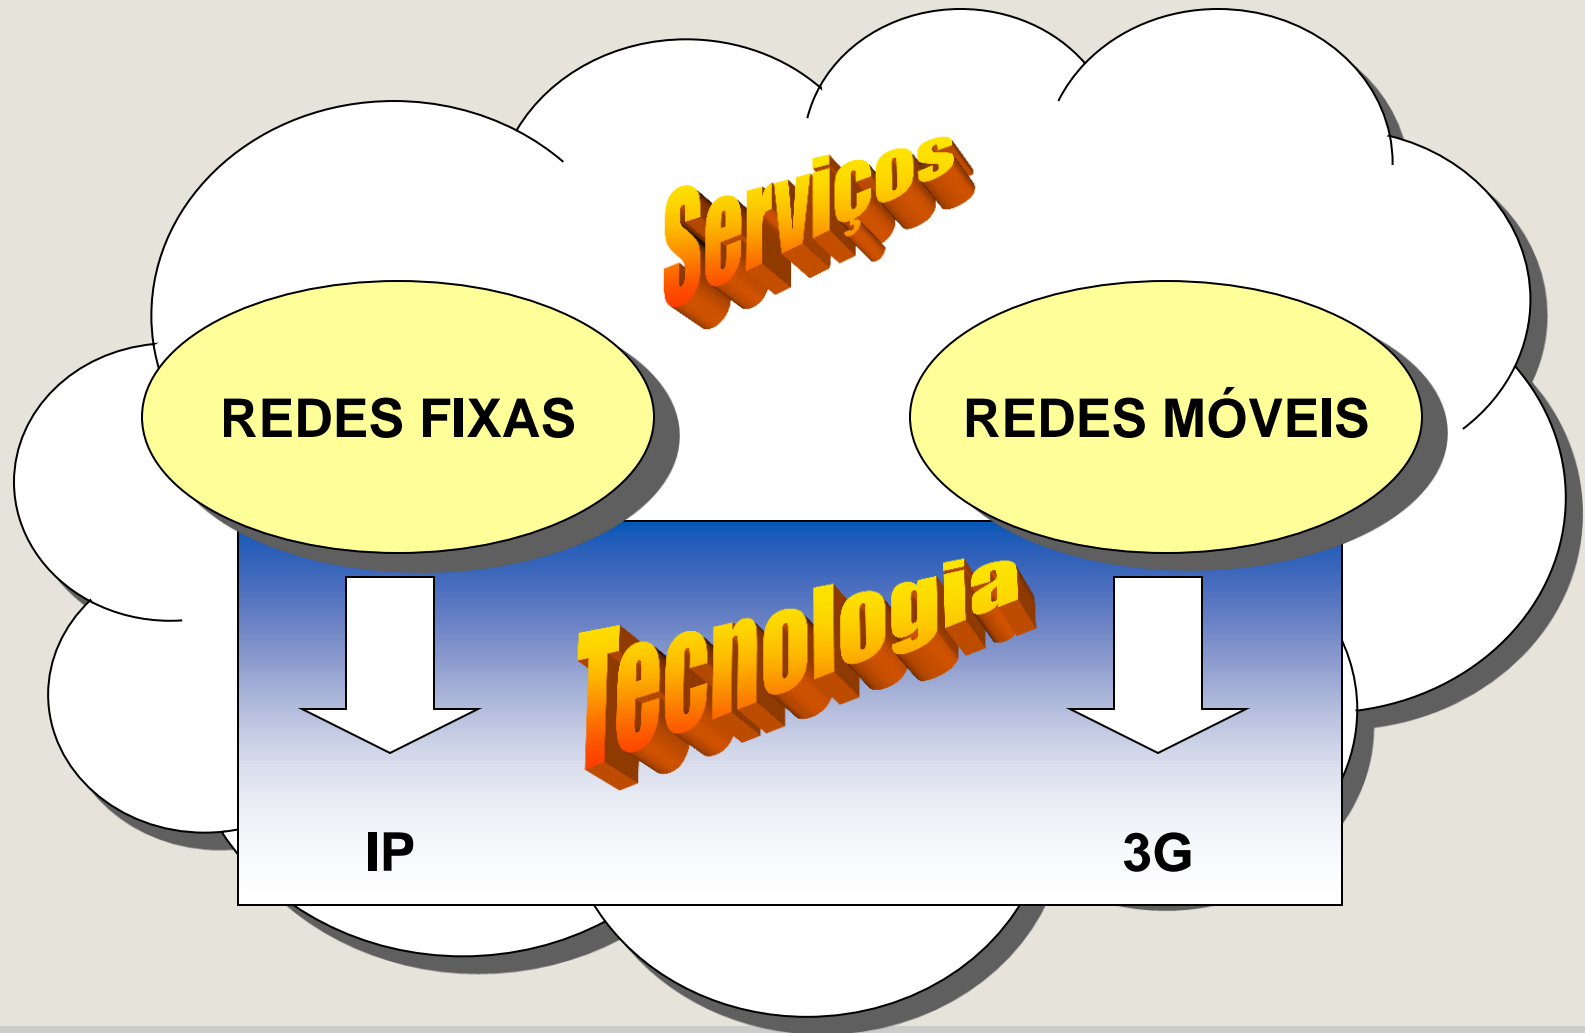 Serviços
REDES FIXAS
REDES MÓVEIS
Tecnologia
IP
3G